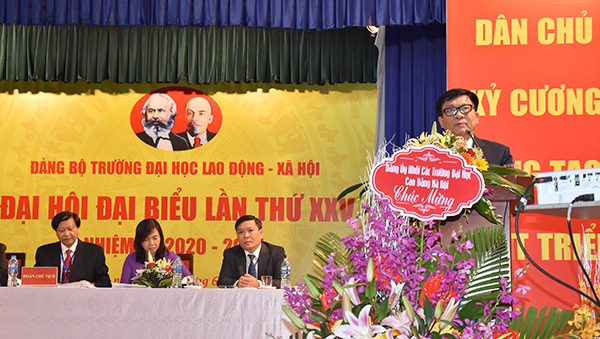 ĐẢNG BỘ TRƯỜNG ĐẠI HỌC LAO ĐỘNG - XÃ HỘI
ĐẠI HỘI ĐẠI BIỂU LẦN THỨ XXV
NHIỆM 2020 - 20
ĐOÀN CHỦ TỊCH
Đảng Ủy Khối Các Trường Đại Học
Cao Đẳng Hà Nội
Chúc Mừng
DÂN CHỦ
KỶ CƯƠNG
TRIỂN